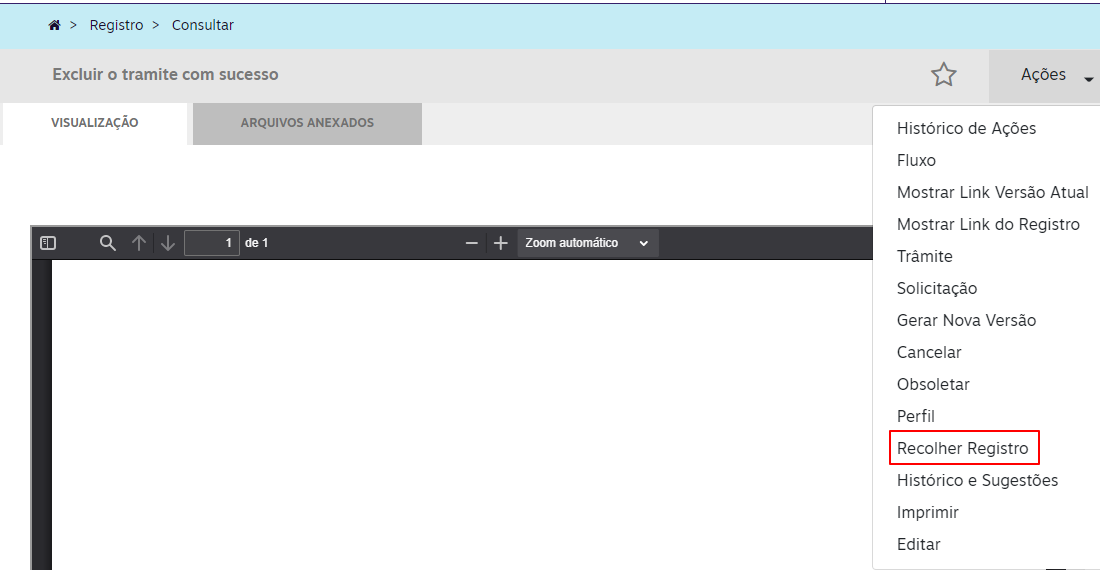 > Registro > Consultar
Excluir o tramite com sucesso
Ações
VISUALIZAÇÃO
ARQUIVOS ANEXADOS
1 de 1
Zoom automático
Histórico de Ações
Fluxo
Mostrar Link Versão Atual
Mostrar Link do Registro
Trâmite
Solicitação
Gerar Nova Versão
Cancelar
Obsoletar
Perfil
Recolher Registro
Histórico e Sugestões
Imprimir
Editar